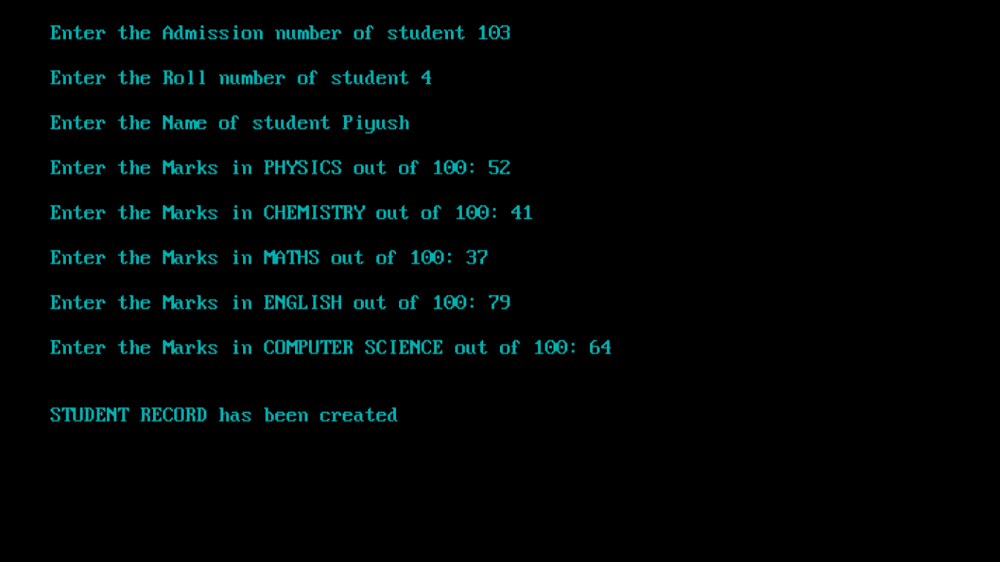 Enter the Admission number of student 103
Enter the Roll number of student 4
Enter the Name of student Piyush
Enter the Marks in PHYSICS out of 100: 52
Enter the Marks in CHEMISTRY out of 100: 41
Enter the Marks in MATHS out of 100: 37
Enter the Marks in ENGLISH out of 100: 79
Enter the Marks in COMPUTER SCIENCE out of 100: 64
STUDENT RECORD has been created